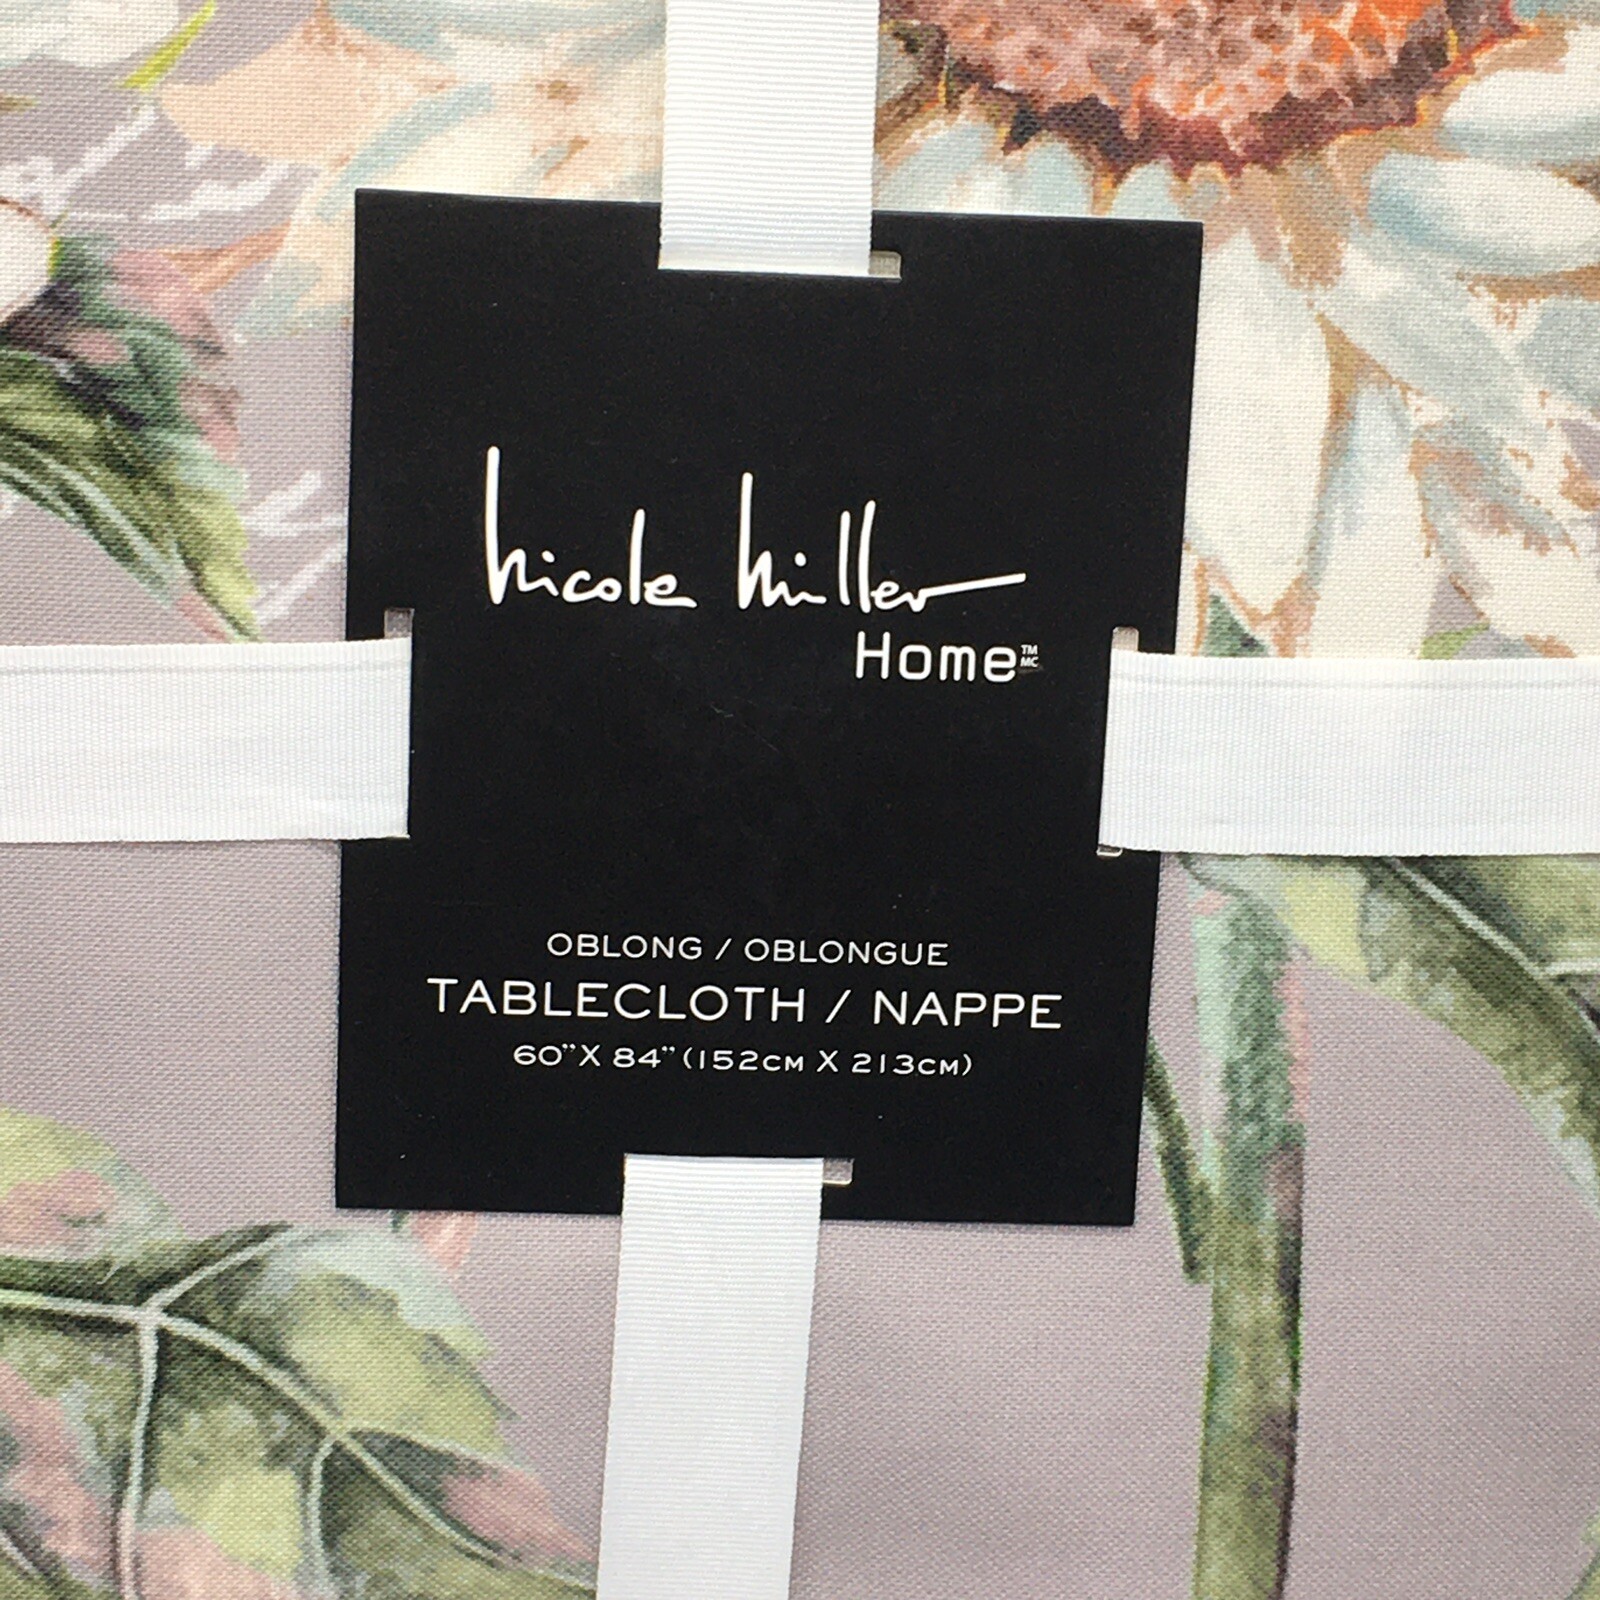 Nicole Miller
Home™ MC
OBLONG / OBLONGUE
TABLECLOTH / NAPPE
60”X 84” (152CM X 213CM)